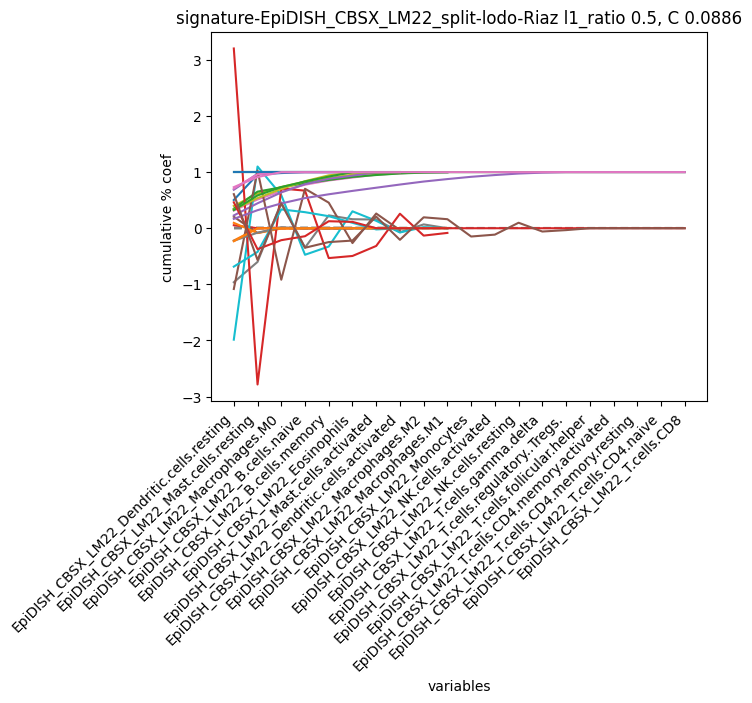 signature-EpiDISH_CBSX_LM22_split-lodo-Riaz l1_ratio 0.5, C 0.0886
cumulative % coef
3
2
1
0
−1
−2
−3
EpiDISH_CBSX_LM22_Dendritic.cells.resting
EpiDISH_CBSX_LM22_Mast.cells.resting
EpiDISH_CBSX_LM22_Macrophages.M0
EpiDISH_CBSX_LM22_B.cells.naive
EpiDISH_CBSX_LM22_B.cells.memory
EpiDISH_CBSX_LM22_Eosinophils
EpiDISH_CBSX_LM22_Mast.cells.activated
EpiDISH_CBSX_LM22_Dendritic.cells.activated
EpiDISH_CBSX_LM22_Macrophages.M2
EpiDISH_CBSX_LM22_Macrophages.M1
EpiDISH_CBSX_LM22_Monocytes
EpiDISH_CBSX_LM22_NK.cells.activated
EpiDISH_CBSX_LM22_NK.cells.resting
EpiDISH_CBSX_LM22_T.cells.gamma.delta
EpiDISH_CBSX_LM22_T.cells.regulatory.Tregs.
EpiDISH_CBSX_LM22_T.cells.follicular.helper
EpiDISH_CBSX_LM22_T.cells.CD4.memory.activated
EpiDISH_CBSX_LM22_T.cells.CD4.memory.resting
EpiDISH_CBSX_LM22_T.cells.CD4.naive
EpiDISH_CBSX_LM22_T.cells.CD8
variables